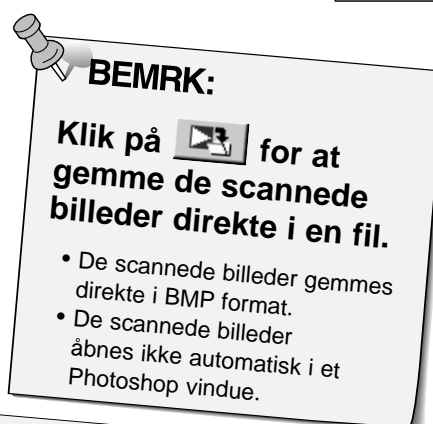 BEMRK:
Klik på for at
gemme de scannede
billeder direkte i en fil.
• De scannede billeder gemmes
direkte i BMP format.
• De scannede billeder
åbnes ikke automatisk i et
Photoshop vindue.